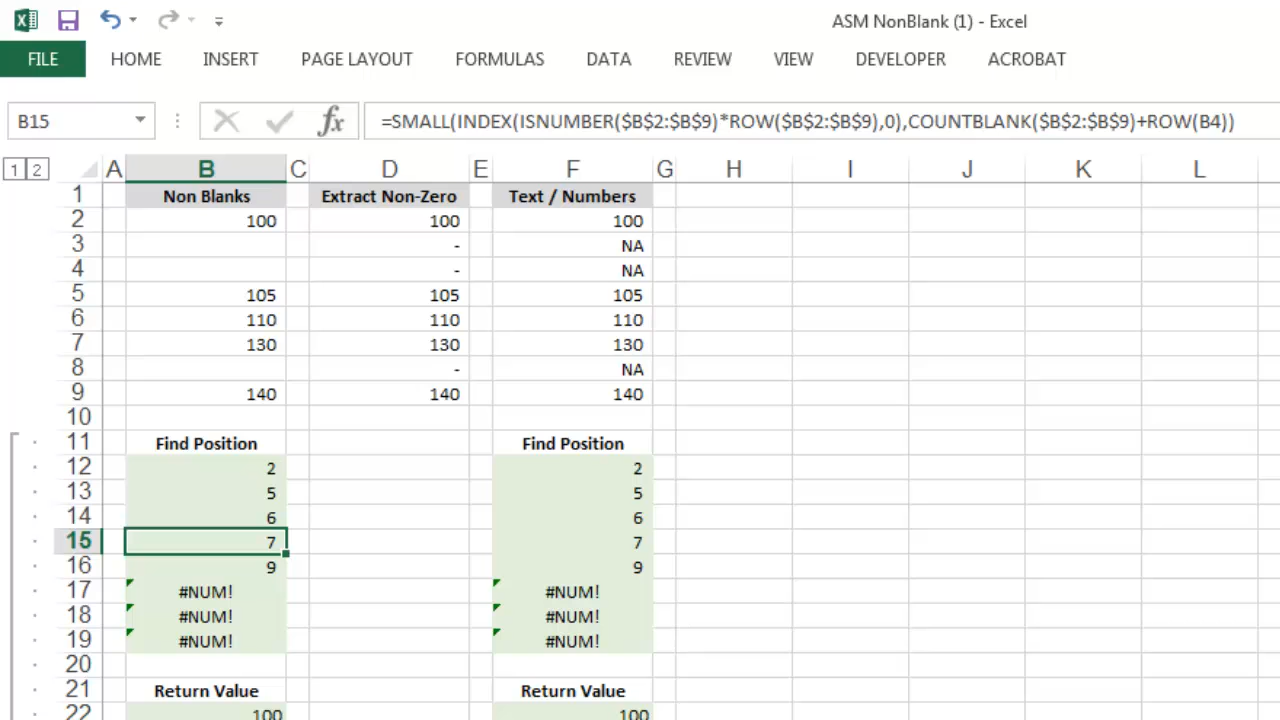 ASM NonBlank (1) - Excel
FILE HOME INSERT PAGE LAYOUT FORMULAS DATA REVIEW VIEW DEVELOPER ACROBAT
B15 fx =SMALL(INDEX(ISNUMBER($B$2:$B$9)*ROW($B$2:$B$9),0),COUNTBLANK($B$2:$B$9)+ROW(B4))
1 2 A B C D E F G H I J K L
1 Non Blanks Extract Non-Zero Text / Numbers
2 100 100 100
3 - NA
4 - NA
5 105 105 105
6 110 110 110
7 130 130 130
8 - NA
9 140 140 140
10
11 Find Position Find Position
12 2 2
13 5 5
14 6 6
15 7 7
16 9 9
17 #NUM! #NUM!
18 #NUM! #NUM!
19 #NUM! #NUM!
20
21 Return Value Return Value
22 100 100